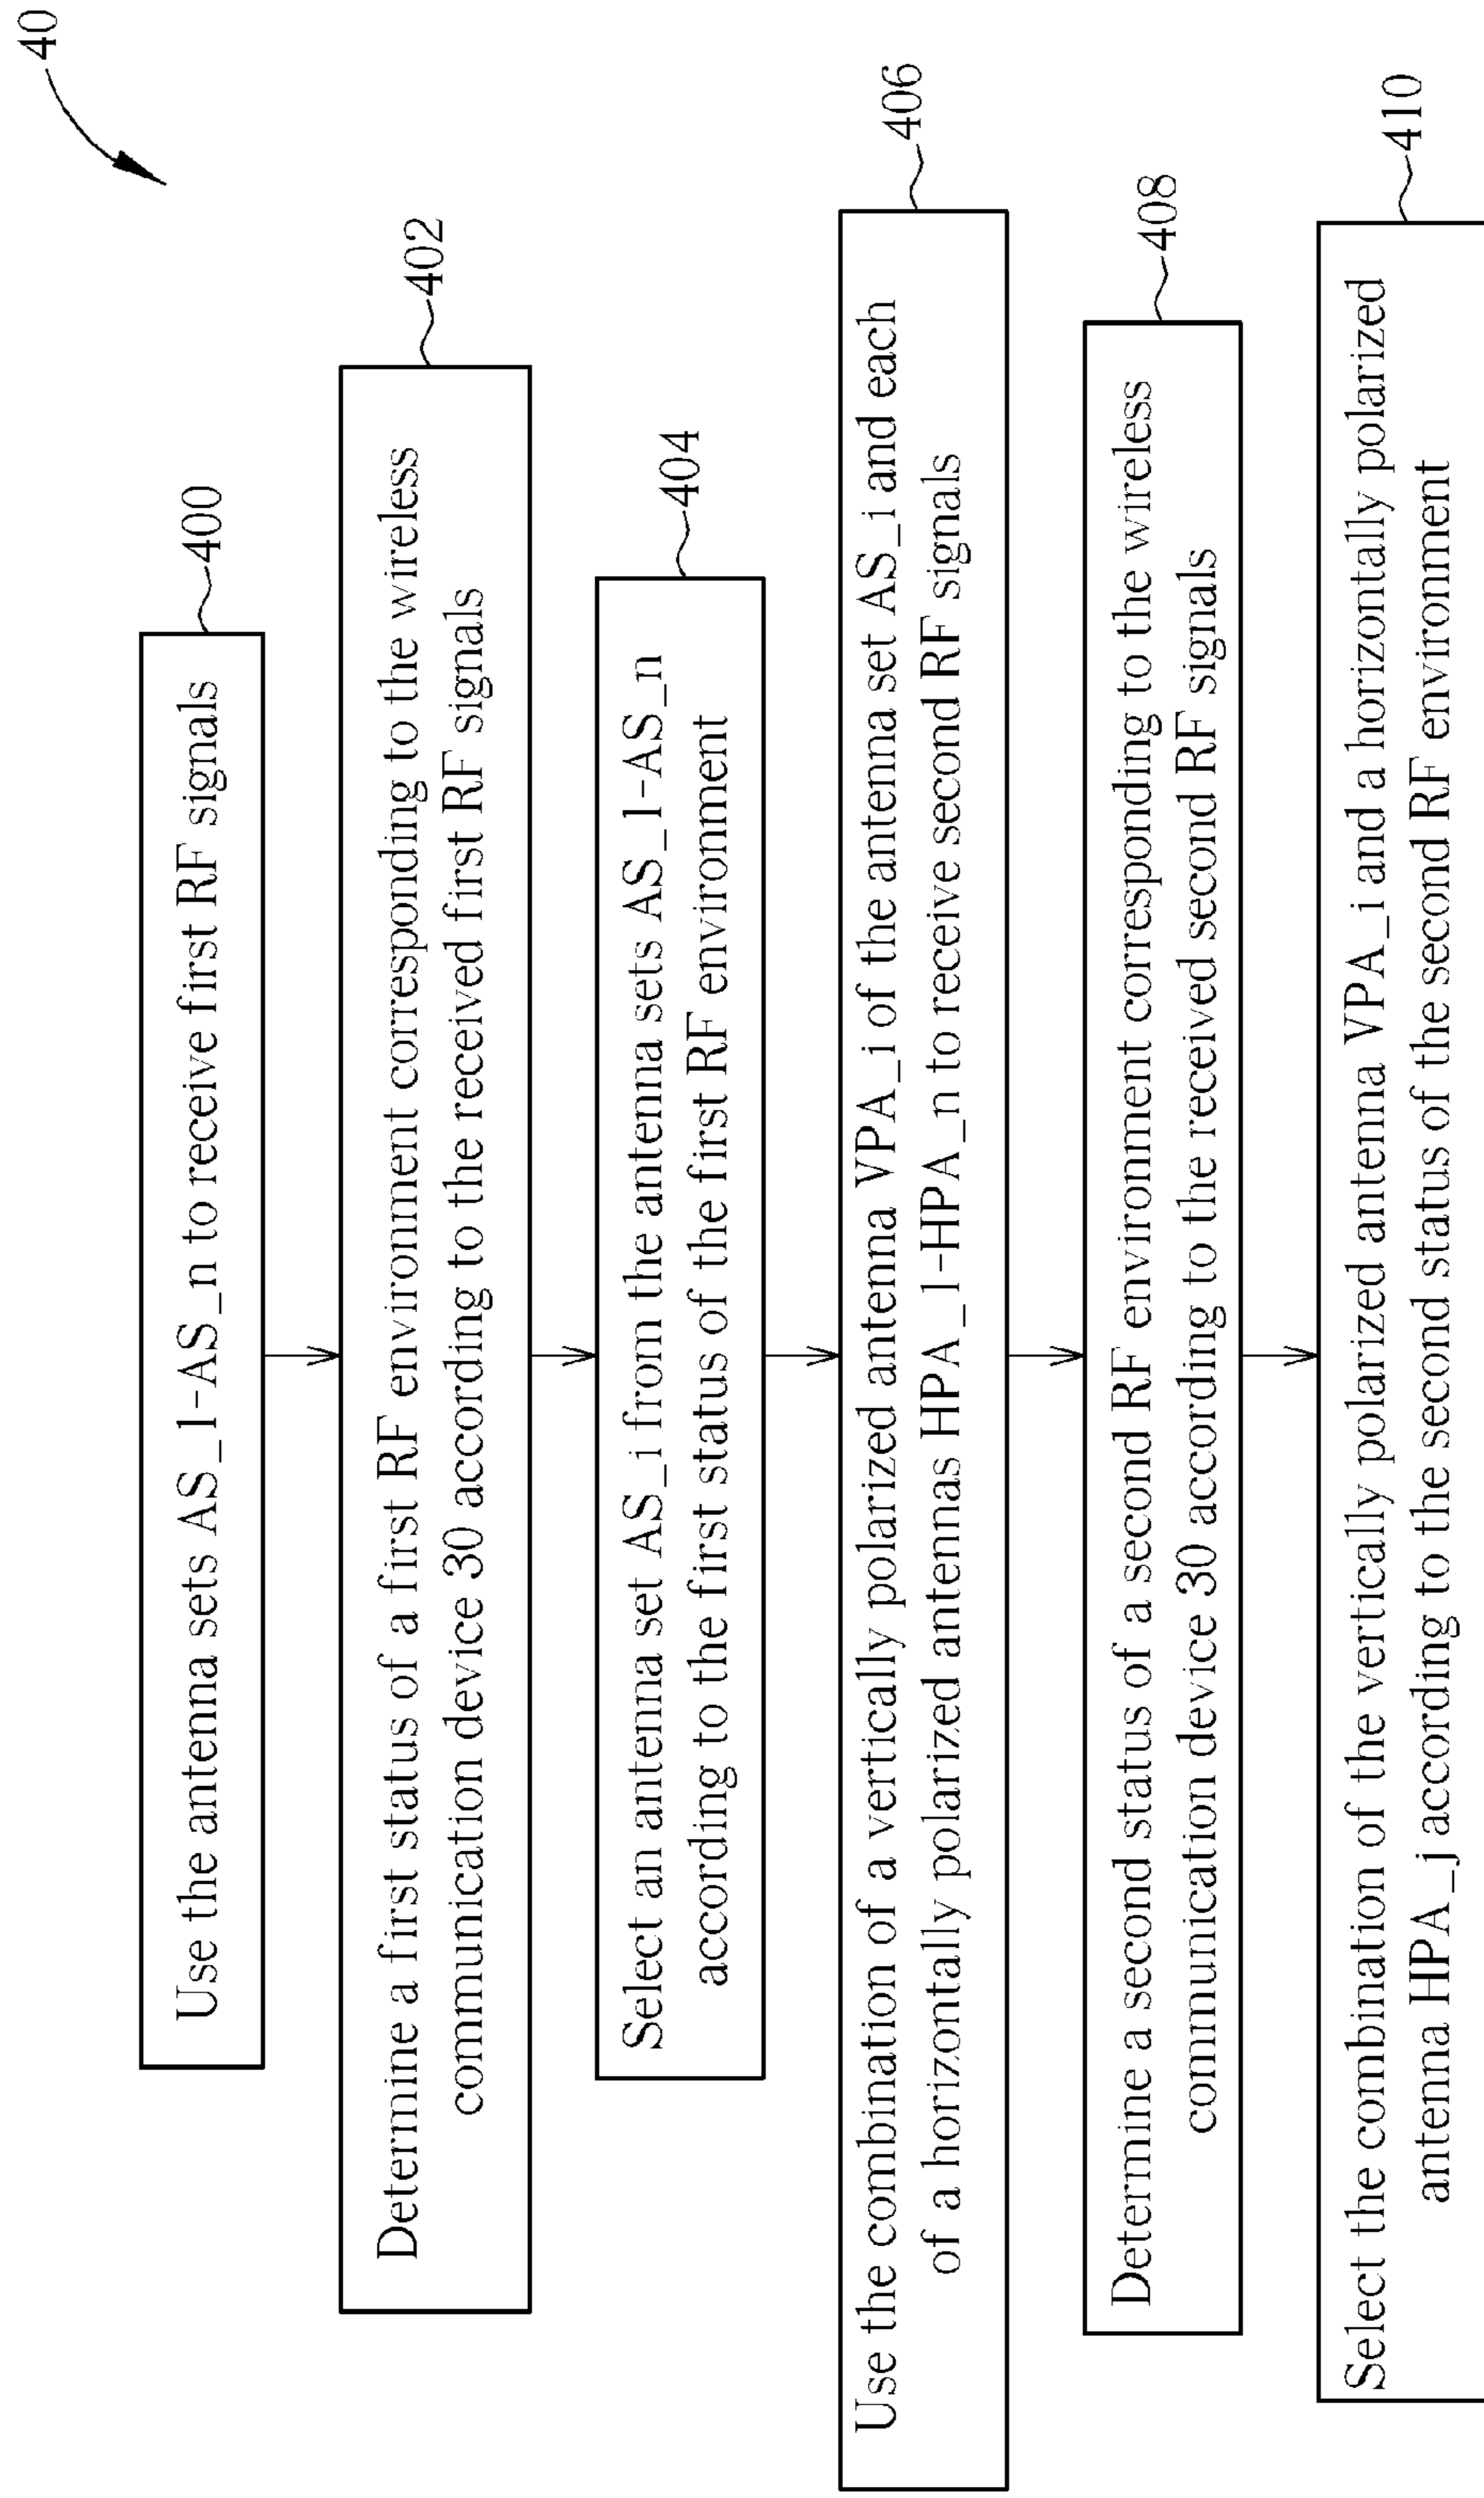 40
Use the antenna sets AS_1-AS_n to receive first RF signals
400
Determine a first status of a first RF environment corresponding to the wireless
communication device 30 according to the received first RF signals
402
Select an antenna set AS_i from the antenna sets AS_1-AS_n
according to the first status of the first RF environment
404
Use the combination of a vertically polarized antenna VPA_i of the antenna set AS_i and each
of a horizontally polarized antennas HPA_1-HPA_n to receive second RF signals
406
Determine a second status of a second RF environment corresponding to the wireless
communication device 30 according to the received second RF signals
408
Select the combination of the vertically polarized antenna VPA_i and a horizontally polarized
antenna HPA_j according to the second status of the second RF environment
410